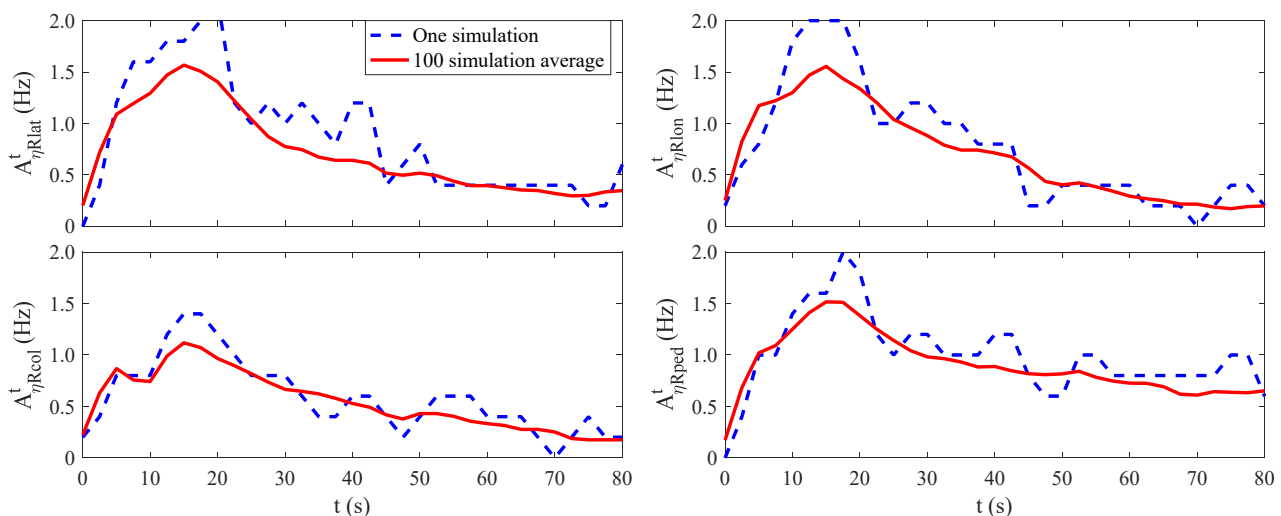 One simulation
100 simulation average
2.0
1.5
1.0
0.5
0
A^t_ηRlat (Hz)
2.0
1.5
1.0
0.5
0
A^t_ηRlon (Hz)
2.0
1.5
1.0
0.5
0
A^t_ηRcol (Hz)
0 10 20 30 40 50 60 70 80
t (s)
2.0
1.5
1.0
0.5
0
A^t_ηRped (Hz)
0 10 20 30 40 50 60 70 80
t (s)